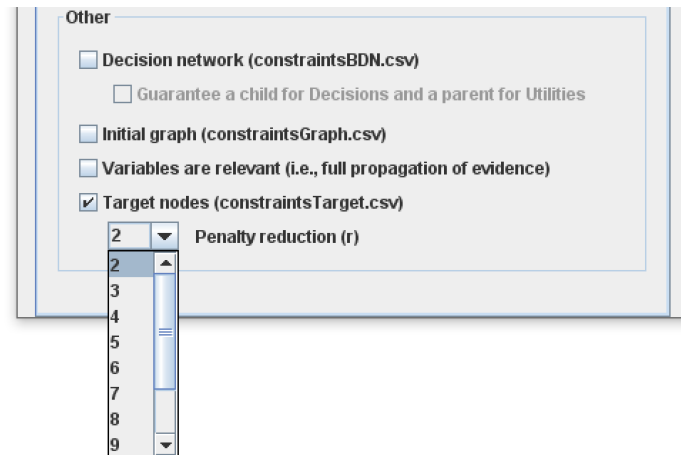 Other
Decision network (constraintsBDN.csv)
Guarantee a child for Decisions and a parent for Utilities
Initial graph (constraintsGraph.csv)
Variables are relevant (i.e., full propagation of evidence)
Target nodes (constraintsTarget.csv)
2 Penalty reduction (r)
2
3
4
5
6
7
8
9